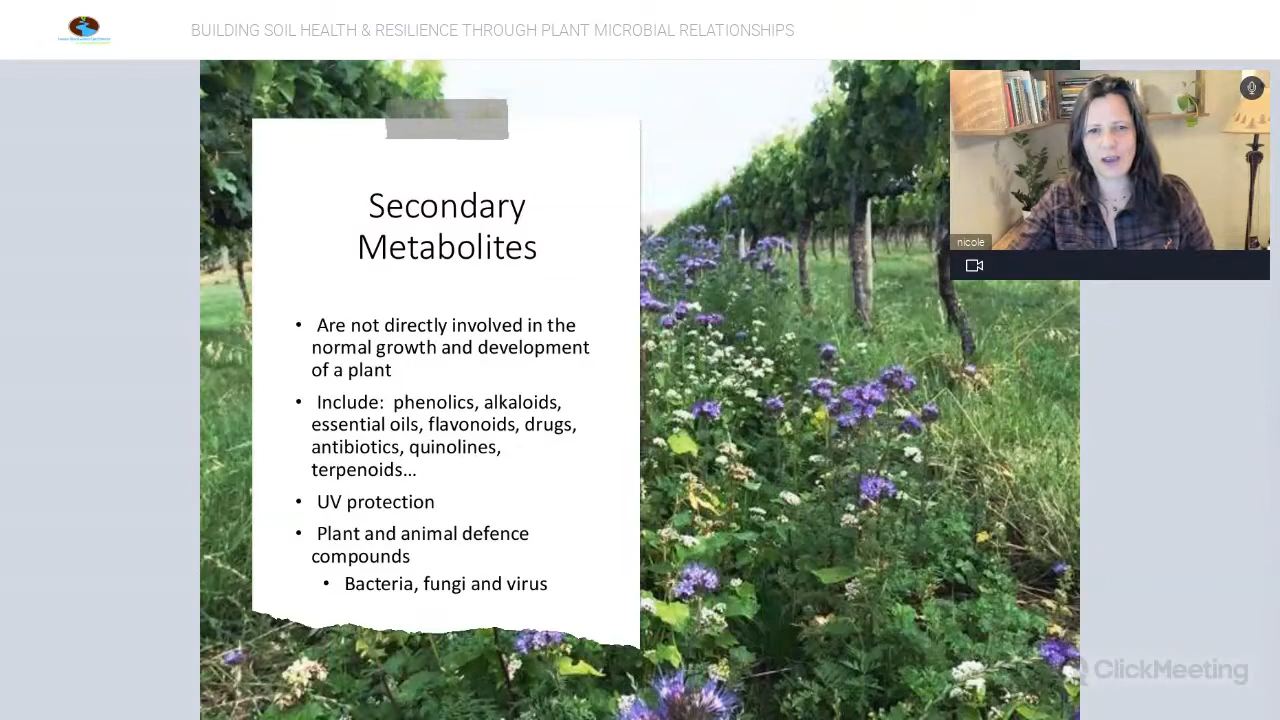 BUILDING SOIL HEALTH & RESILIENCE THROUGH PLANT MICROBIAL RELATIONSHIPS
Secondary
Metabolites
• Are not directly involved in the
normal growth and development
of a plant
• Include: phenolics, alkaloids,
essential oils, flavonoids, drugs,
antibiotics, quinolines,
terpenoids...
• UV protection
• Plant and animal defence
compounds
• Bacteria, fungi and virus
nicole
ClickMeeting